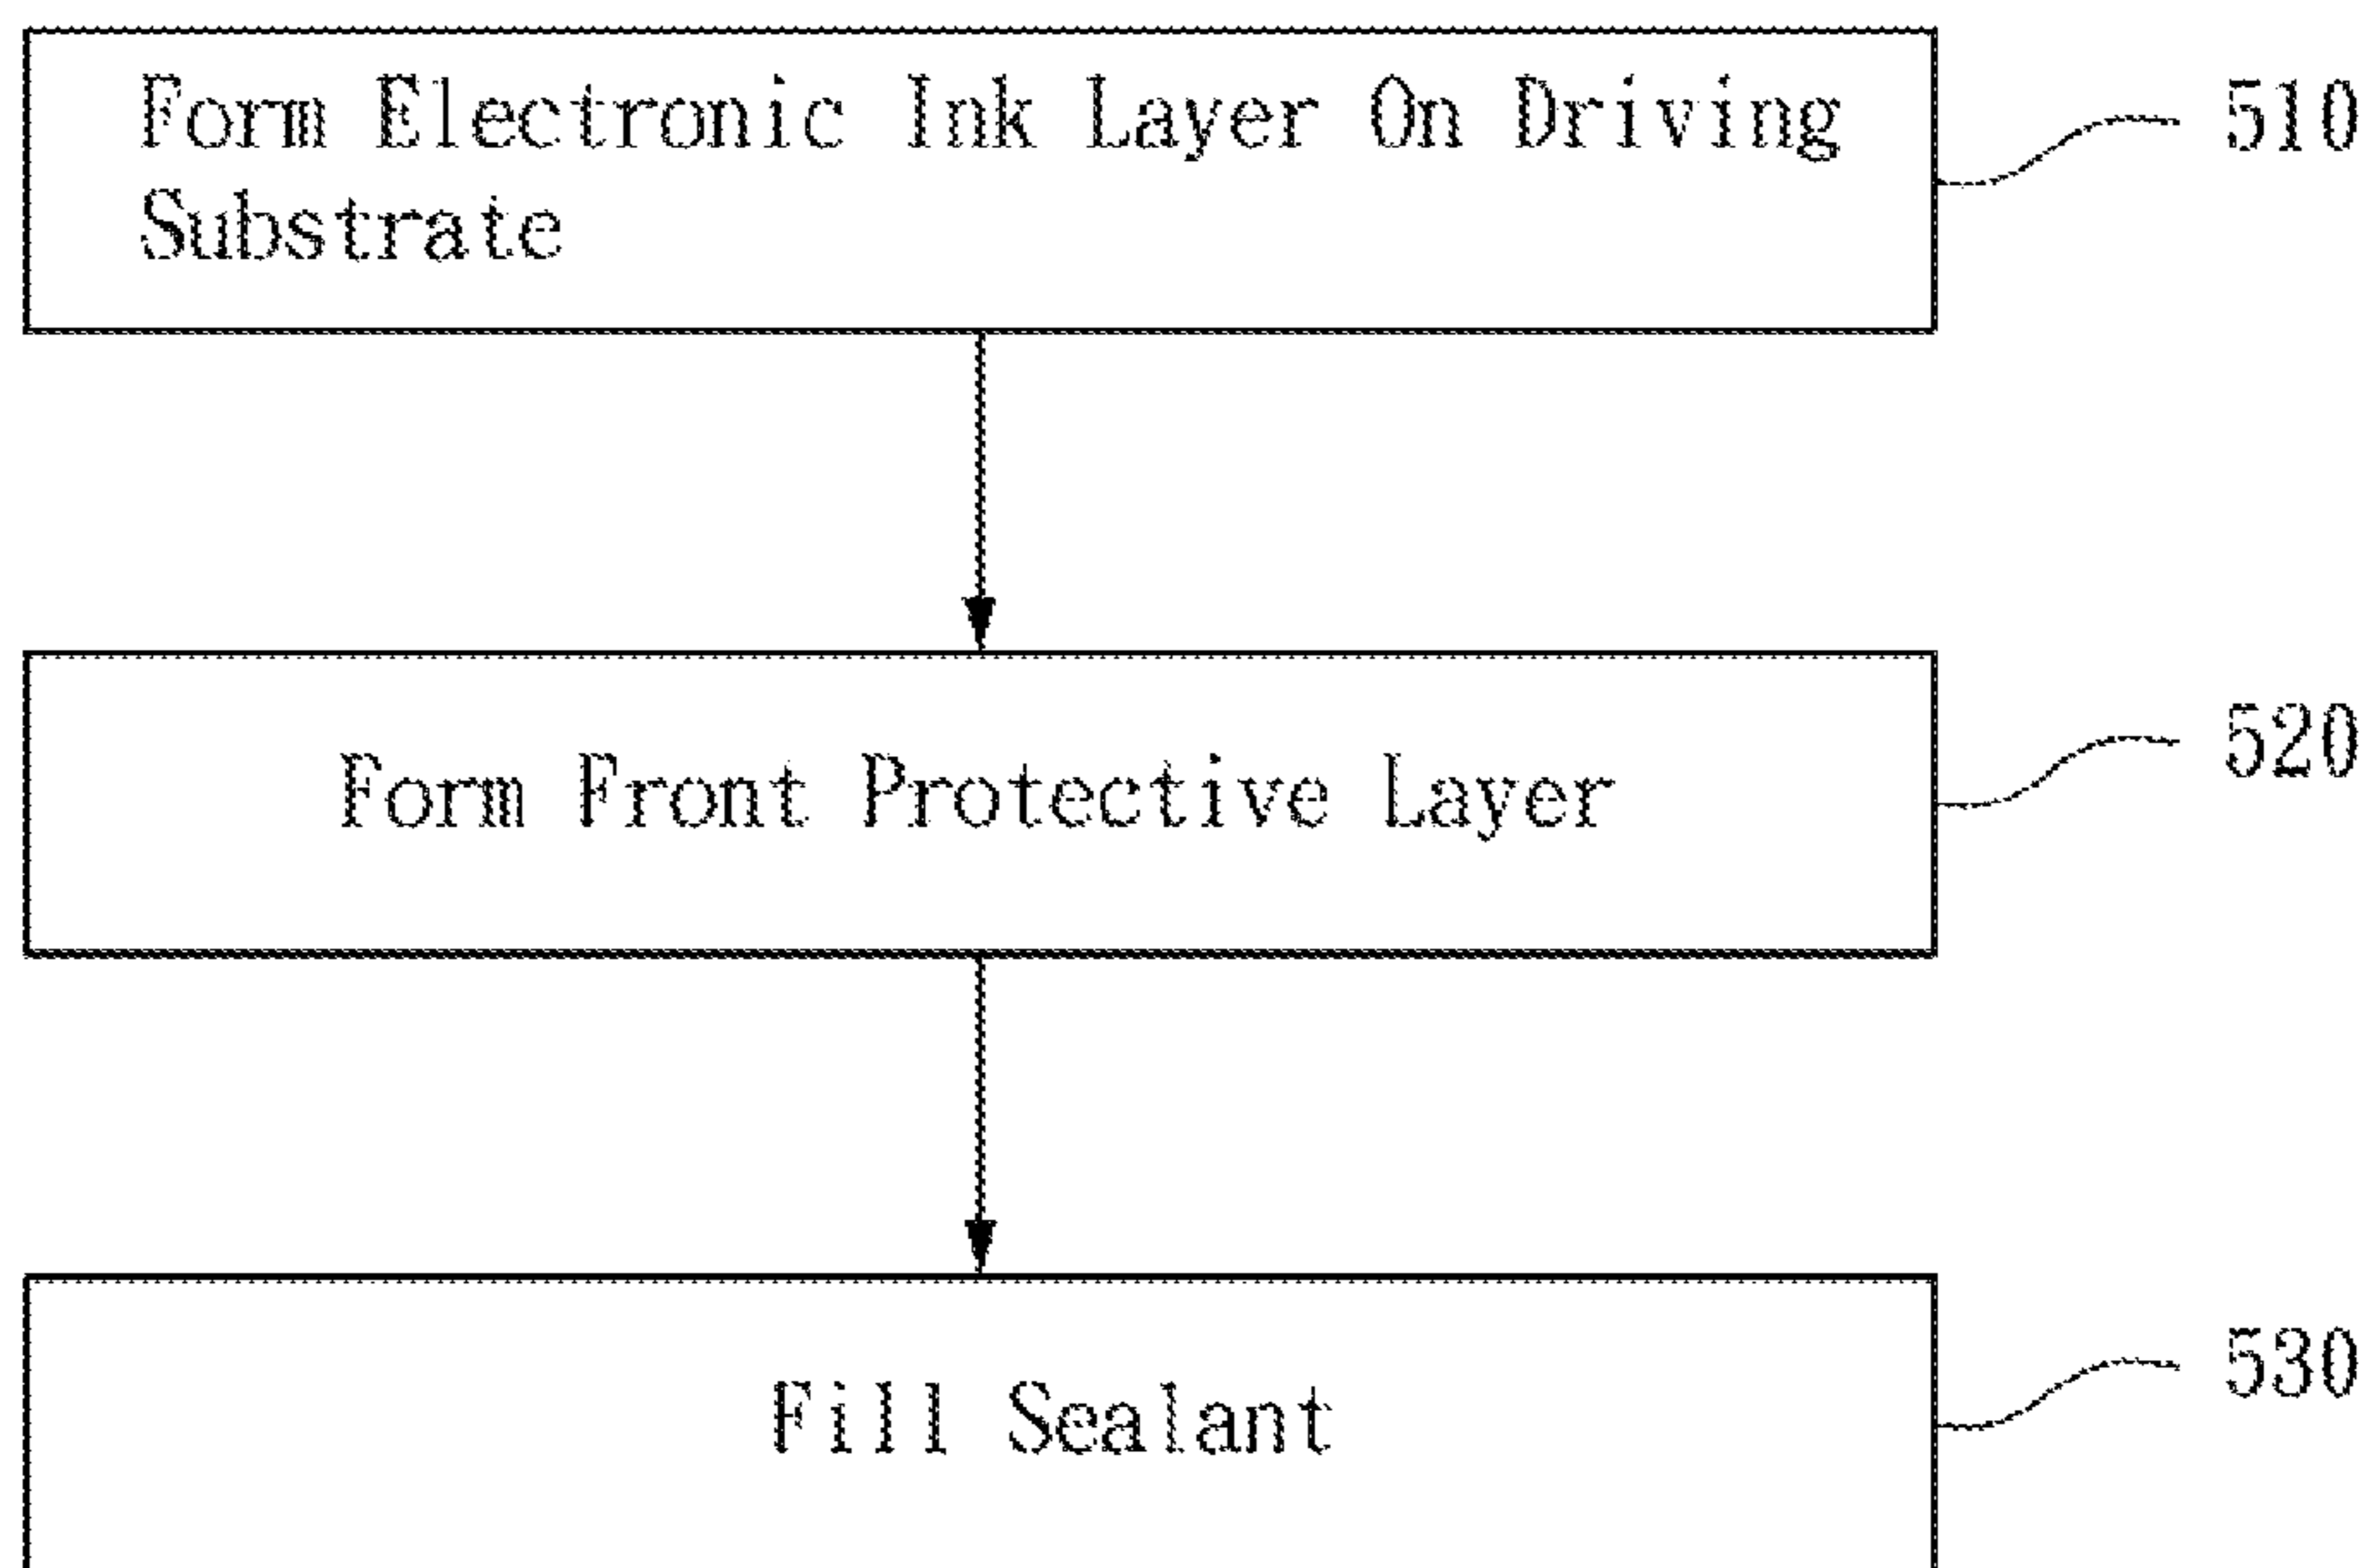 Form Electronic Ink Layer On Driving
Substrate
510
Form Front Protective Layer
520
Fill Sealant
530